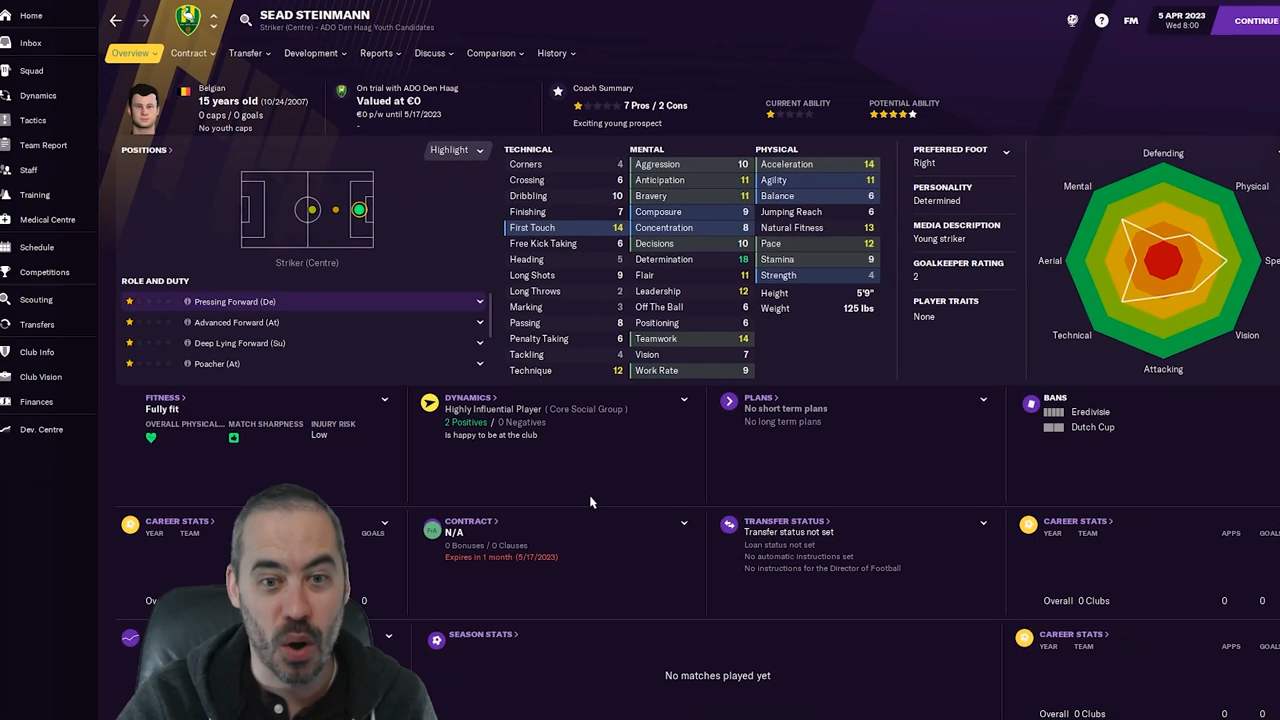 Home
Inbox
Squad
Dynamics
Tactics
Team Report
Staff
Training
Medical Centre
Schedule
Competitions
Scouting
Transfers
Club Info
Club Vision
Finances
Dev. Centre
SEAD STEINMANN
Striker (Centre) - ADO Den Haag Youth Candidates
FM
5 APR 2023
Wed 8:00
CONTINUE
Overview
Contract
Transfer
Development
Reports
Discuss
Comparison
History
Belgian
15 years old (10/24/2007)
0 caps / 0 goals
No youth caps
On trial with ADO Den Haag
Valued at €0
€0 p/w until 5/17/2023
-
Coach Summary
7 Pros / 2 Cons
Exciting young prospect
CURRENT ABILITY
POTENTIAL ABILITY
POSITIONS
Highlight
Striker (Centre)
ROLE AND DUTY
Pressing Forward (De)
Advanced Forward (At)
Deep Lying Forward (Su)
Poacher (At)
TECHNICAL
Corners 4
Crossing 6
Dribbling 10
Finishing 7
First Touch 14
Free Kick Taking 6
Heading 5
Long Shots 9
Long Throws 2
Marking 3
Passing 8
Penalty Taking 6
Tackling 4
Technique 12
MENTAL
Aggression 10
Anticipation 11
Bravery 11
Composure 9
Concentration 8
Decisions 10
Determination 18
Flair 11
Leadership 12
Off The Ball 6
Positioning 6
Teamwork 14
Vision 7
Work Rate 9
PHYSICAL
Acceleration 14
Agility 11
Balance 6
Jumping Reach 6
Natural Fitness 13
Pace 12
Stamina 9
Strength 4
Height 5'9"
Weight 125 lbs
PREFERRED FOOT
Right
PERSONALITY
Determined
MEDIA DESCRIPTION
Young striker
GOALKEEPER RATING
2
PLAYER TRAITS
None
Defending
Mental
Physical
Aerial
Spe
Technical
Vision
Attacking
FITNESS
Fully fit
OVERALL PHYSICAL...
MATCH SHARPNESS
INJURY RISK
Low
DYNAMICS
Highly Influential Player ( Core Social Group )
2 Positives / 0 Negatives
Is happy to be at the club
PLANS
No short term plans
No long term plans
BANS
Eredivisie
Dutch Cup
CAREER STATS
YEAR TEAM GOALS
Ov 0
CONTRACT
N/A
0 Bonuses / 0 Clauses
Expires in 1 month (5/17/2023)
TRANSFER STATUS
Transfer status not set
Loan status not set
No automatic instructions set
No instructions for the Director of Football
CAREER STATS
YEAR TEAM APPS GOALS
Overall 0 Clubs 0 0
SEASON STATS
No matches played yet
CAREER STATS
YEAR TEAM APPS GOAL
Overall 0 Clubs 0 0